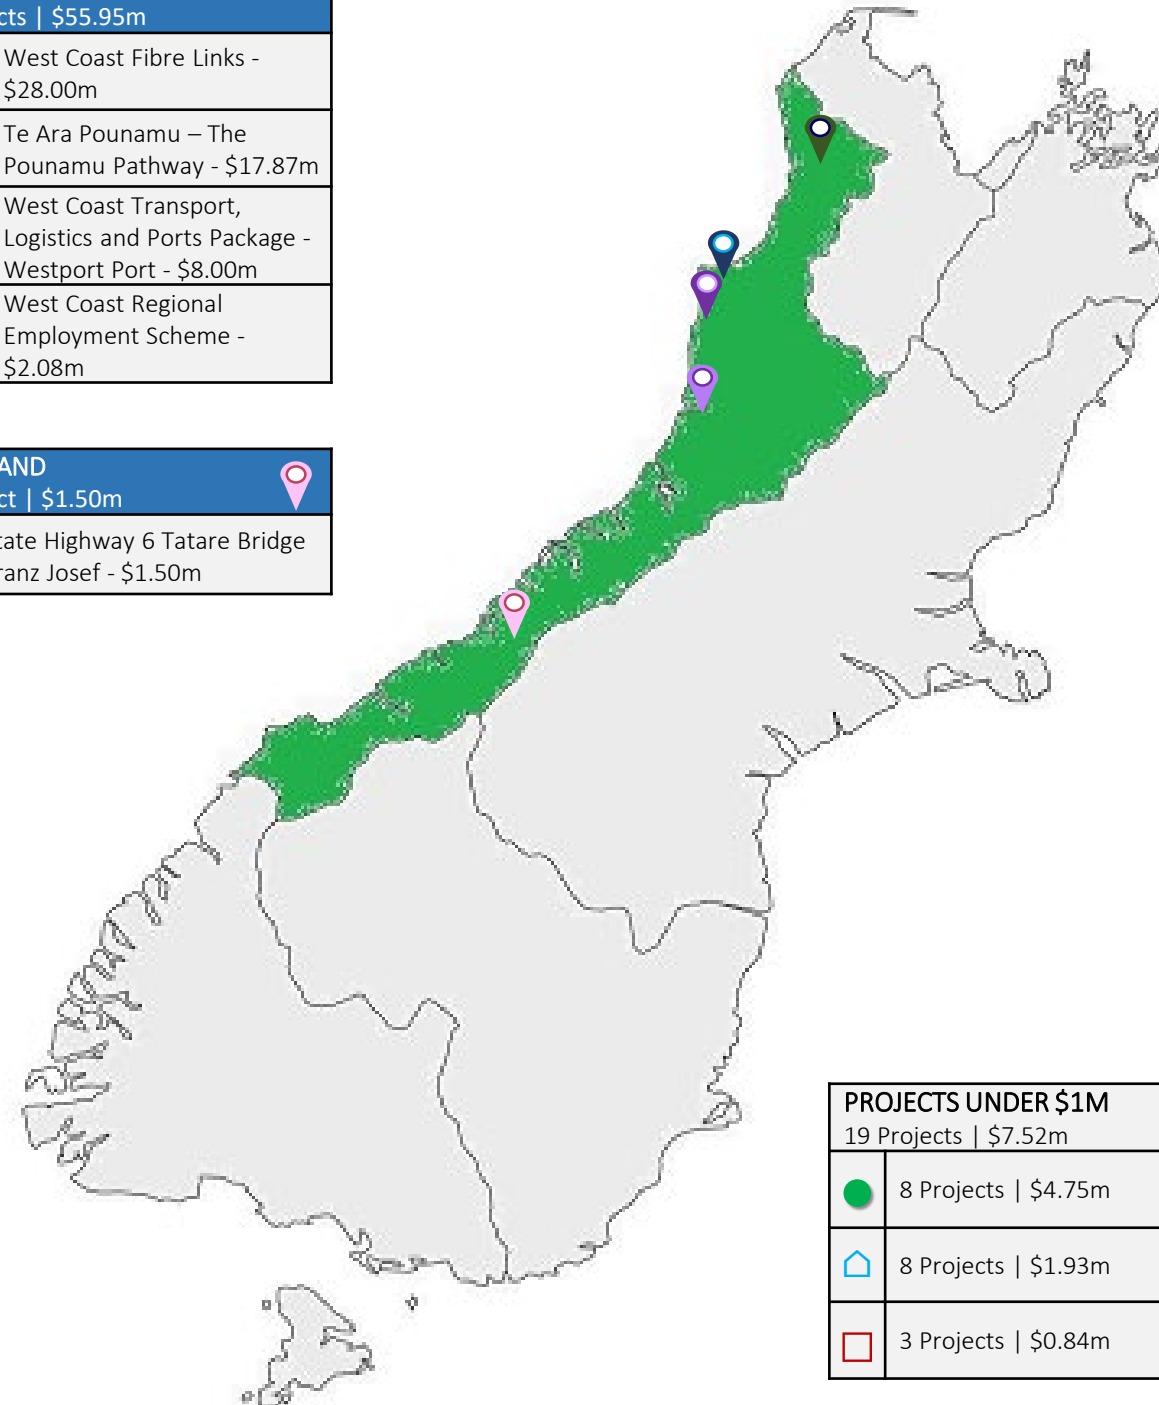 cts | $55.95m
West Coast Fibre Links -
$28.00m
Te Ara Pounamu – The
Pounamu Pathway - $17.87m
West Coast Transport,
Logistics and Ports Package -
Westport Port - $8.00m
West Coast Regional
Employment Scheme -
$2.08m
AND
ct | $1.50m
tate Highway 6 Tatare Bridge
ranz Josef - $1.50m
PROJECTS UNDER $1M
19 Projects | $7.52m
8 Projects | $4.75m
8 Projects | $1.93m
3 Projects | $0.84m